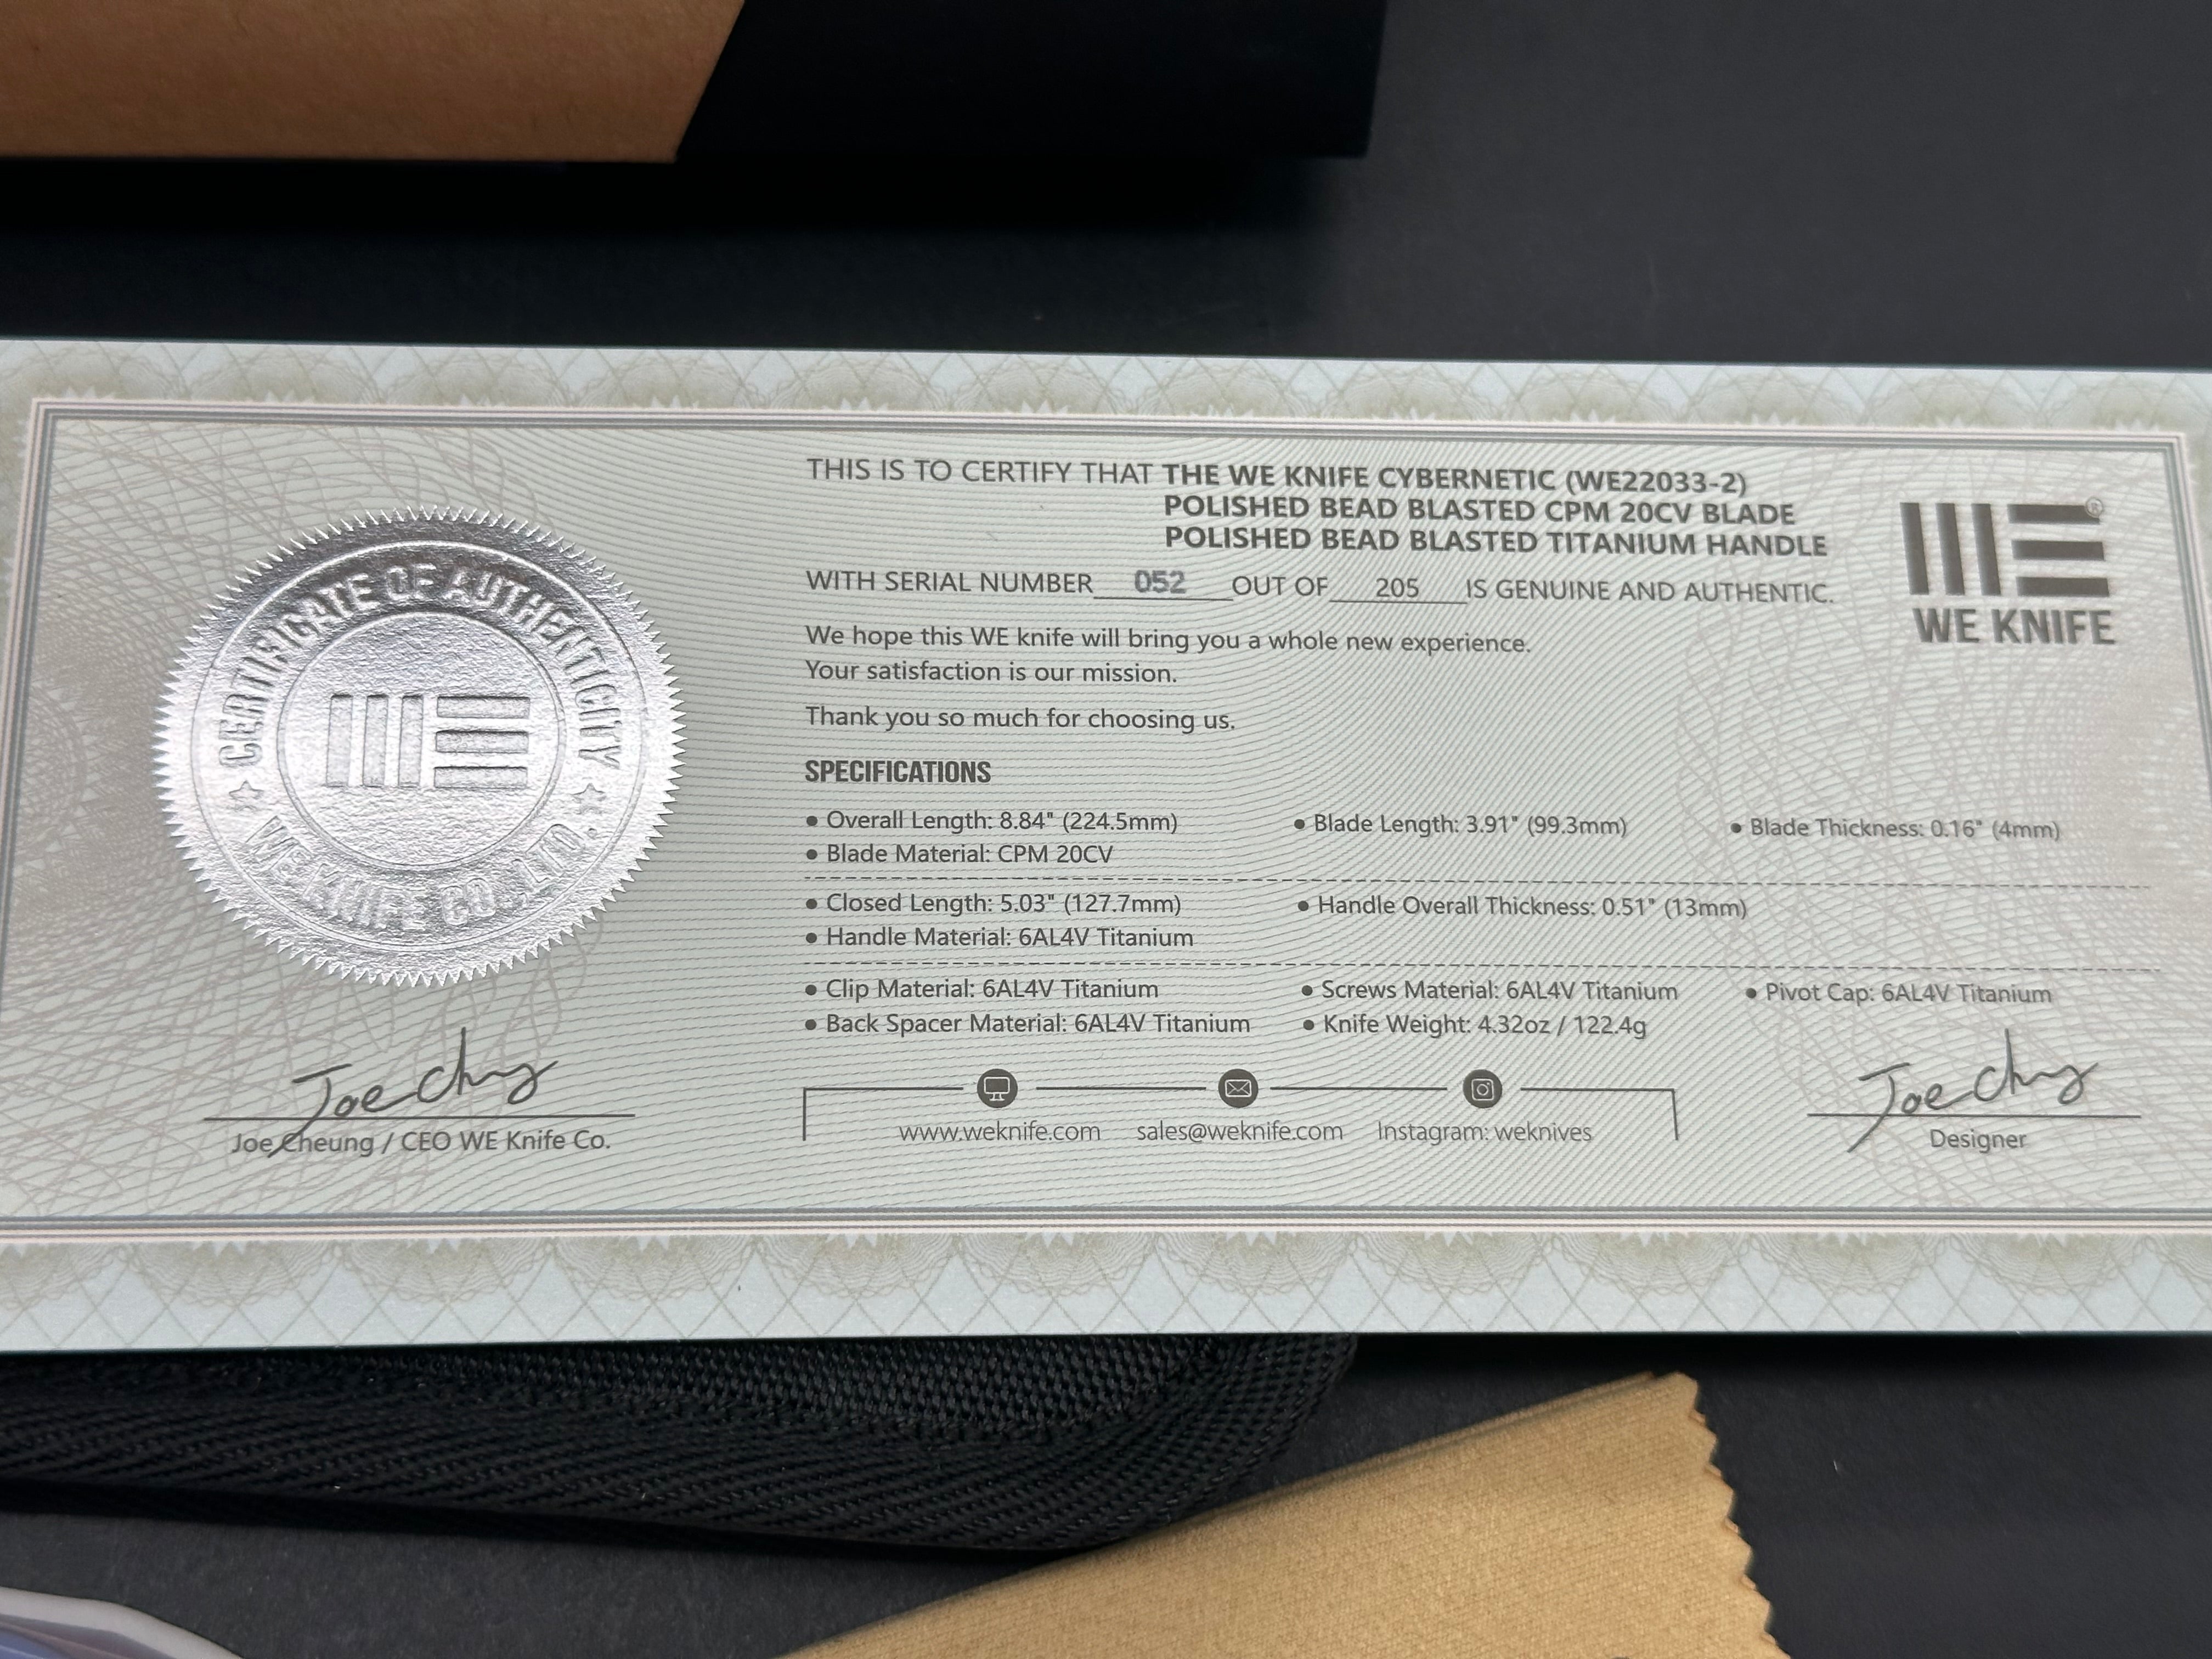 THIS IS TO CERTIFY THAT THE WE KNIFE CYBERNETIC (WE22033-2)
POLISHED BEAD BLASTED CPM 20CV BLADE
POLISHED BEAD BLASTED TITANIUM HANDLE
WITH SERIAL NUMBER 052 OUT OF 205 IS GENUINE AND AUTHENTIC.
WE®
WE KNIFE
We hope this WE knife will bring you a whole new experience.
Your satisfaction is our mission.
Thank you so much for choosing us.
CERTIFICATE OF AUTHENTICITY
WE
WE KNIFE CO., LTD.
SPECIFICATIONS
• Overall Length: 8.84" (224.5mm) • Blade Length: 3.91" (99.3mm) • Blade Thickness: 0.16" (4mm)
• Blade Material: CPM 20CV
• Closed Length: 5.03" (127.7mm) • Handle Overall Thickness: 0.51" (13mm)
• Handle Material: 6AL4V Titanium
• Clip Material: 6AL4V Titanium • Screws Material: 6AL4V Titanium • Pivot Cap: 6AL4V Titanium
• Back Spacer Material: 6AL4V Titanium • Knife Weight: 4.32oz / 122.4g
Joe Cheung
Joe Cheung / CEO WE Knife Co.
www.weknife.com sales@weknife.com Instagram: weknives
Joe Cheung
Designer